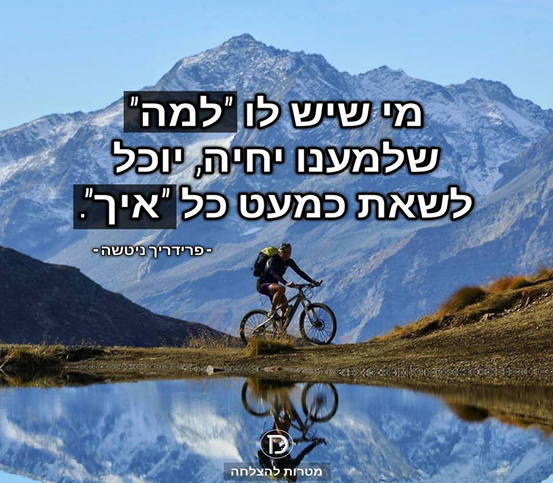 מי שיש לו "למה"
שלמענו יחיה, יוכל
לשאת כמעט כל "איך".
- פרידריך ניטשה -
מטרות להצלחה